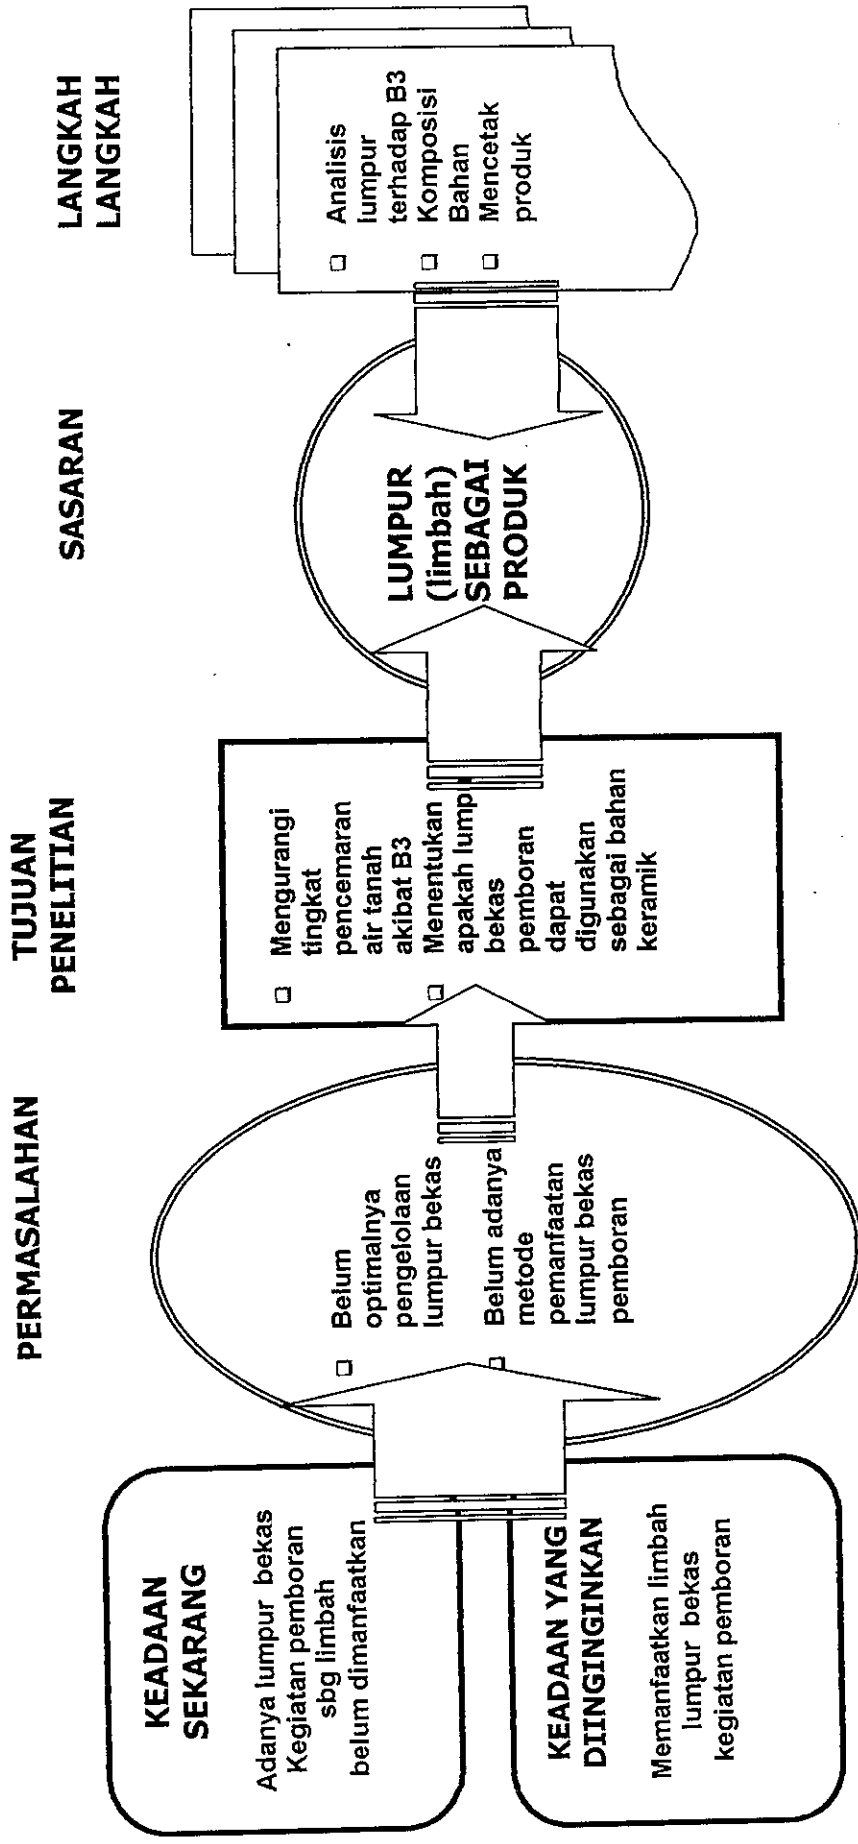 KEADAAN
SEKARANG
Adanya lumpur bekas
Kegiatan pemboran
sbg limbah
belum dimanfaatkan
KEADAAN YANG
DIINGINGINKAN
Memanfaatkan limbah
lumpur bekas
kegiatan pemboran
PERMASALAHAN
❑ Belum
optimalnya
pengelolaan
lumpur bekas
❑ Belum adanya
metode
pemanfaatan
lumpur bekas
pemboran
TUJUAN
PENELITIAN
❑ Mengurangi
tingkat
pencemaran
air tanah
akibat B3
❑ Menentukan
apakah lump
bekas
pemboran
dapat
digunakan
sebagai bahan
keramik
SASARAN
LUMPUR
(limbah)
SEBAGAI
PRODUK
LANGKAH
LANGKAH
❑ Analisis
lumpur
terhadap B3
❑ Komposisi
Bahan
❑ Mencetak
produk